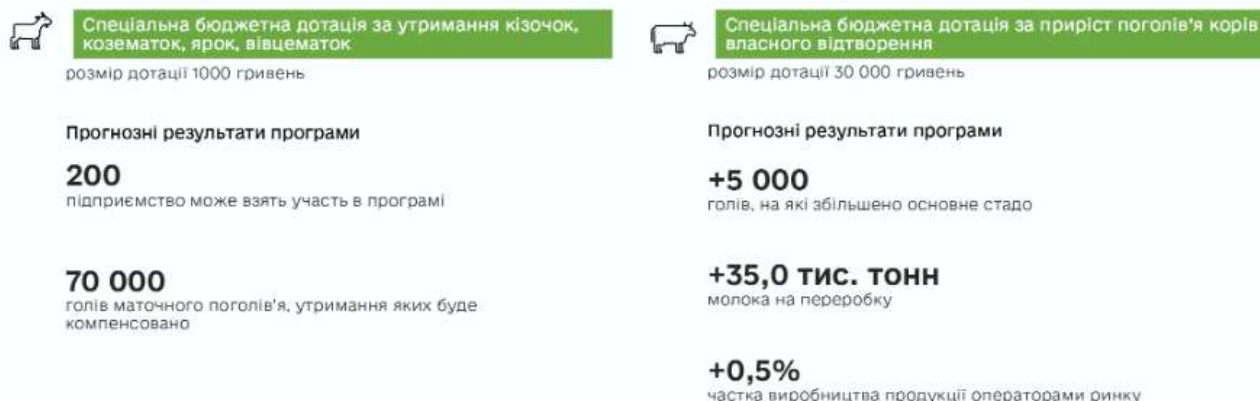 Спеціальна бюджетна дотація за утримання кізочок,
козематок, ярок, вівцематок
розмір дотації 1000 гривень
Прогнозні результати програми
200
підприємство може взять участь в програмі
70 000
голів маточного поголів'я, утримання яких буде
компенсовано
Спеціальна бюджетна дотація за приріст поголів'я корів
власного відтворення
розмір дотації 30 000 гривень
Прогнозні результати програми
+5 000
голів, на які збільшено основне стадо
+35,0 тис. тонн
молока на переробку
+0,5%
частка виробництва продукції операторами ринку